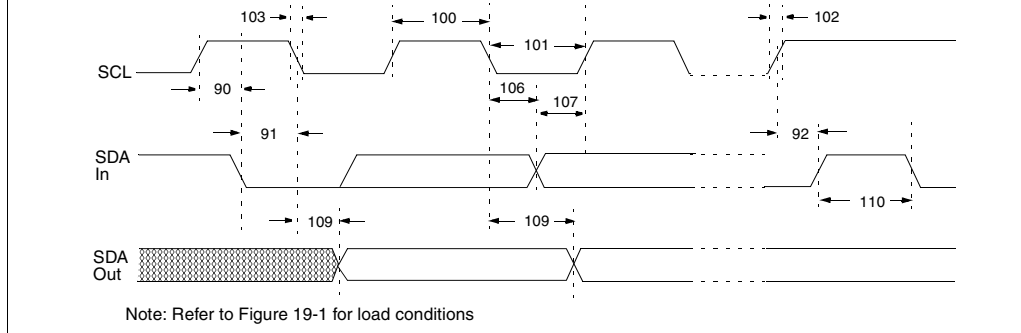 103
100
102
101
SCL
106
90
107
91
92
SDA
In
110
109
109
SDA
Out
Note: Refer to Figure 19-1 for load conditions